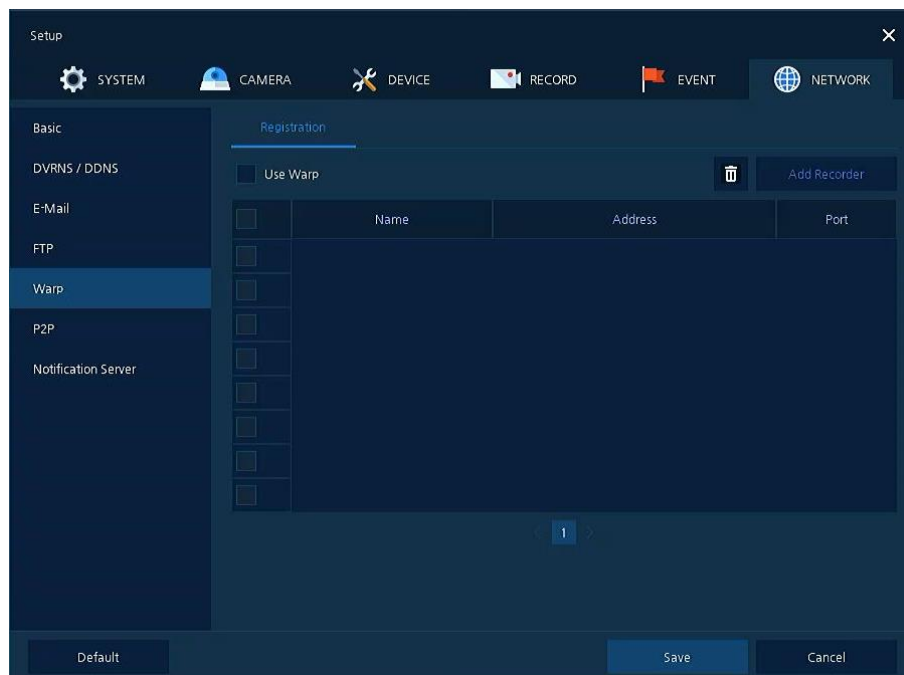 Setup
SYSTEM CAMERA DEVICE RECORD EVENT NETWORK
Basic
DVRNS / DDNS
E-Mail
FTP
Warp
P2P
Notification Server
Registration
Use Warp Add Recorder
Name Address Port
1
Default Save Cancel